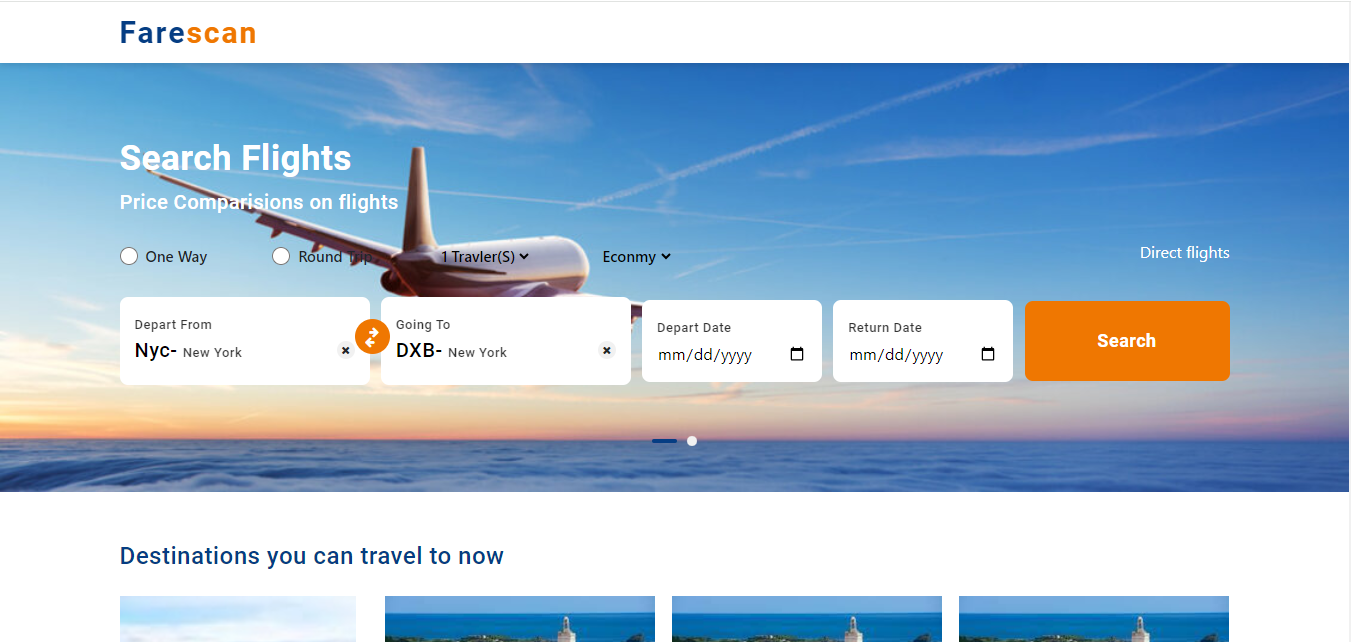 Farescan
Search Flights
Price Comparisions on flights
One Way
Round Trip
1 Travler(S)
Econmy
Direct flights
Depart From
Nyc- New York
Going To
DXB- New York
Depart Date
mm/dd/yyyy
Return Date
mm/dd/yyyy
Search
Destinations you can travel to now